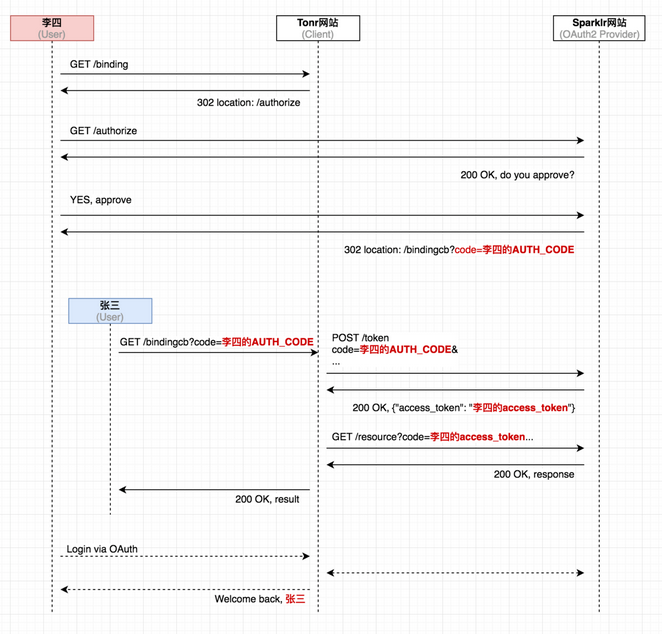 李四
(User)
Tonr网站
(Client)
Sparklr网站
(OAuth2 Provider)
GET /binding
302 location: /authorize
GET /authorize
200 OK, do you approve?
YES, approve
302 location: /bindingcb?code=李四的AUTH_CODE
张三
(User)
GET /bindingcb?code=李四的AUTH_CODE
POST /token
code=李四的AUTH_CODE&
...
200 OK, {"access_token": "李四的access_token"}
GET /resource?code=李四的access_token...
200 OK, response
200 OK, result
Login via OAuth
Welcome back, 张三